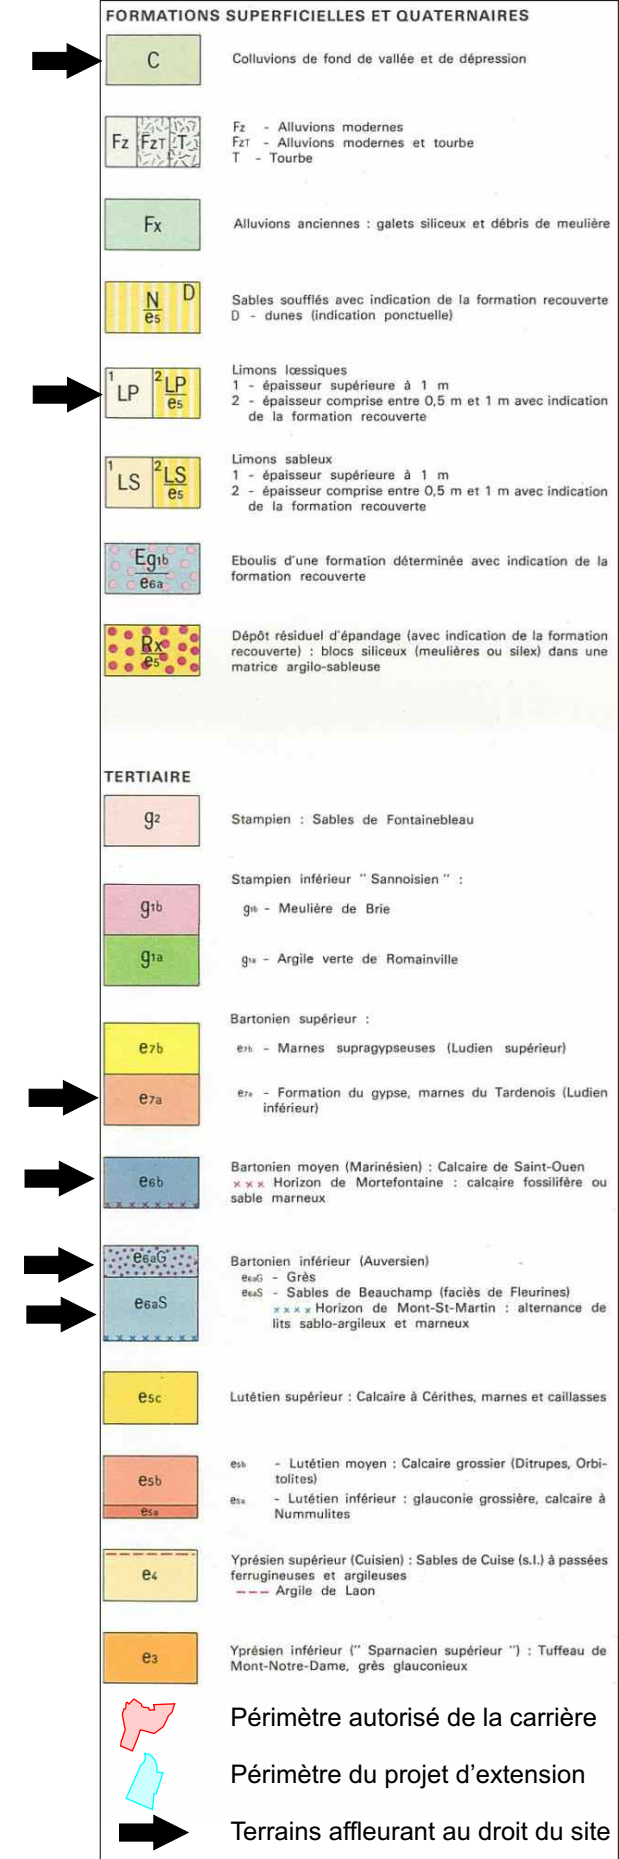 FORMATIONS SUPERFICIELLES ET QUATERNAIRES
C
Colluvions de fond de vallée et de dépression
Fz FzT T
Fz - Alluvions modernes
FzT - Alluvions modernes et tourbe
T - Tourbe
Fx
Alluvions anciennes : galets siliceux et débris de meulière
N D
e5
Sables soufflés avec indication de la formation recouverte
D - dunes (indication ponctuelle)
Limons lœssiques
1 LP 2 LP
e5
1 - épaisseur supérieure à 1 m
2 - épaisseur comprise entre 0,5 m et 1 m avec indication
de la formation recouverte
Limons sableux
1 LS 2 LS
e5
1 - épaisseur supérieure à 1 m
2 - épaisseur comprise entre 0,5 m et 1 m avec indication
de la formation recouverte
Eg1b
e6a
Eboulis d'une formation déterminée avec indication de la
formation recouverte
Rx
e5
Dépôt résiduel d'épandage (avec indication de la formation
recouverte) : blocs siliceux (meulières ou silex) dans une
matrice argilo-sableuse
TERTIAIRE
g2
Stampien : Sables de Fontainebleau
Stampien inférieur " Sannoisien " :
g1b
g1b - Meulière de Brie
g1a
g1a - Argile verte de Romainville
Bartonien supérieur :
e7b
e7b - Marnes supragypseuses (Ludien supérieur)
e7a
e7a - Formation du gypse, marnes du Tardenois (Ludien
inférieur)
e6b
Bartonien moyen (Marinésien) : Calcaire de Saint-Ouen
x x x Horizon de Mortefontaine : calcaire fossilifère ou
sable marneux
e6aG
Bartonien inférieur (Auversien)
e6aG - Grès
e6aS
e6aS - Sables de Beauchamp (faciès de Fleurines)
x x x x Horizon de Mont-St-Martin : alternance de
lits sablo-argileux et marneux
e5c
Lutétien supérieur : Calcaire à Cérithes, marnes et caillasses
e5b
e5b - Lutétien moyen : Calcaire grossier (Ditrupes, Orbi-
tolites)
e5a
e5a - Lutétien inférieur : glauconie grossière, calcaire à
Nummulites
e4
Yprésien supérieur (Cuisien) : Sables de Cuise (s.l.) à passées
ferrugineuses et argileuses
--- Argile de Laon
e3
Yprésien inférieur (" Sparnacien supérieur ") : Tuffeau de
Mont-Notre-Dame, grès glauconieux
Périmètre autorisé de la carrière
Périmètre du projet d'extension
Terrains affleurant au droit du site